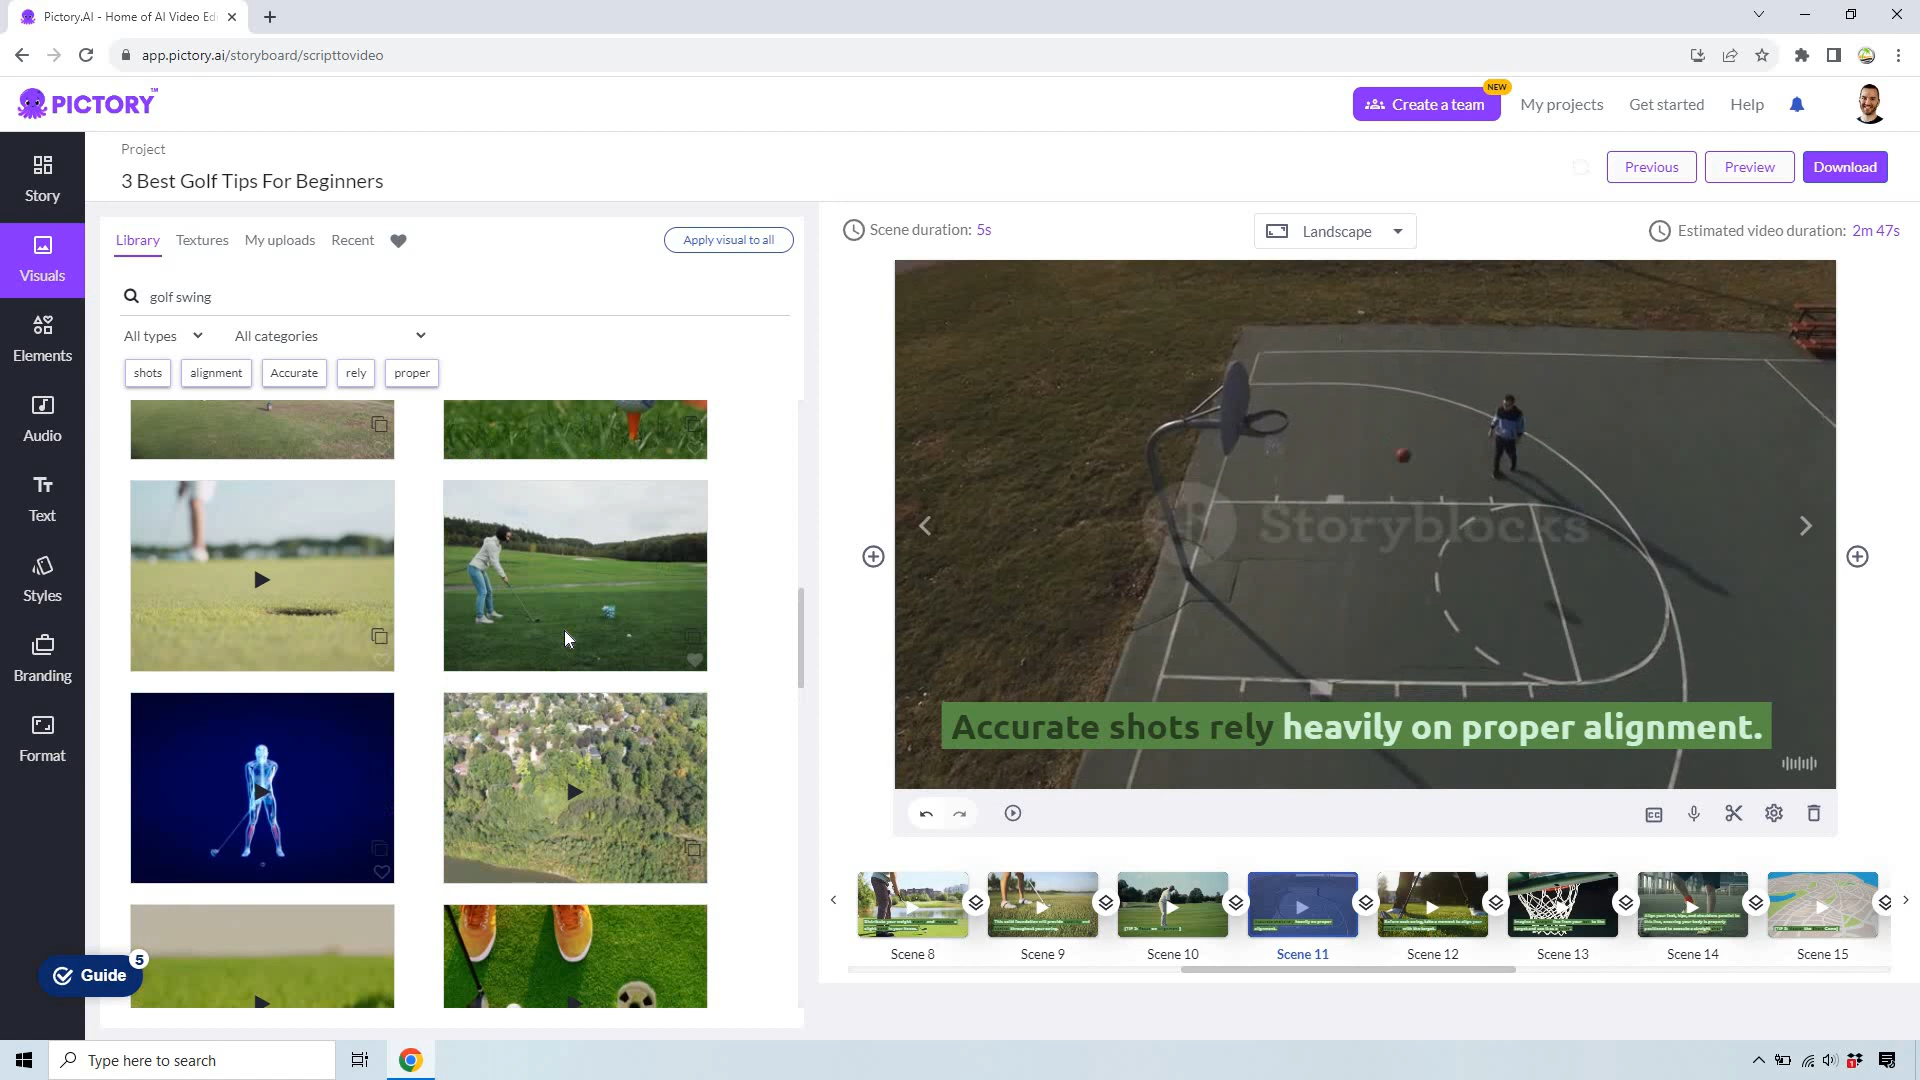 Pictory.AI - Home of AI Video Edi
app.pictory.ai/storyboard/scripttovideo
PICTORY™
NEW
Create a team
My projects
Get started
Help
Project
3 Best Golf Tips For Beginners
Previous
Preview
Download
Story
Visuals
Elements
Audio
Text
Styles
Branding
Format
Library
Textures
My uploads
Recent
Apply visual to all
golf swing
All types
All categories
shots
alignment
Accurate
rely
proper
Scene duration: 5s
Landscape
Estimated video duration: 2m 47s
Storyblocks
Accurate shots rely heavily on proper alignment.
CC
Scene 8
Scene 9
Scene 10
Scene 11
Scene 12
Scene 13
Scene 14
Scene 15
Guide
5
Type here to search
1